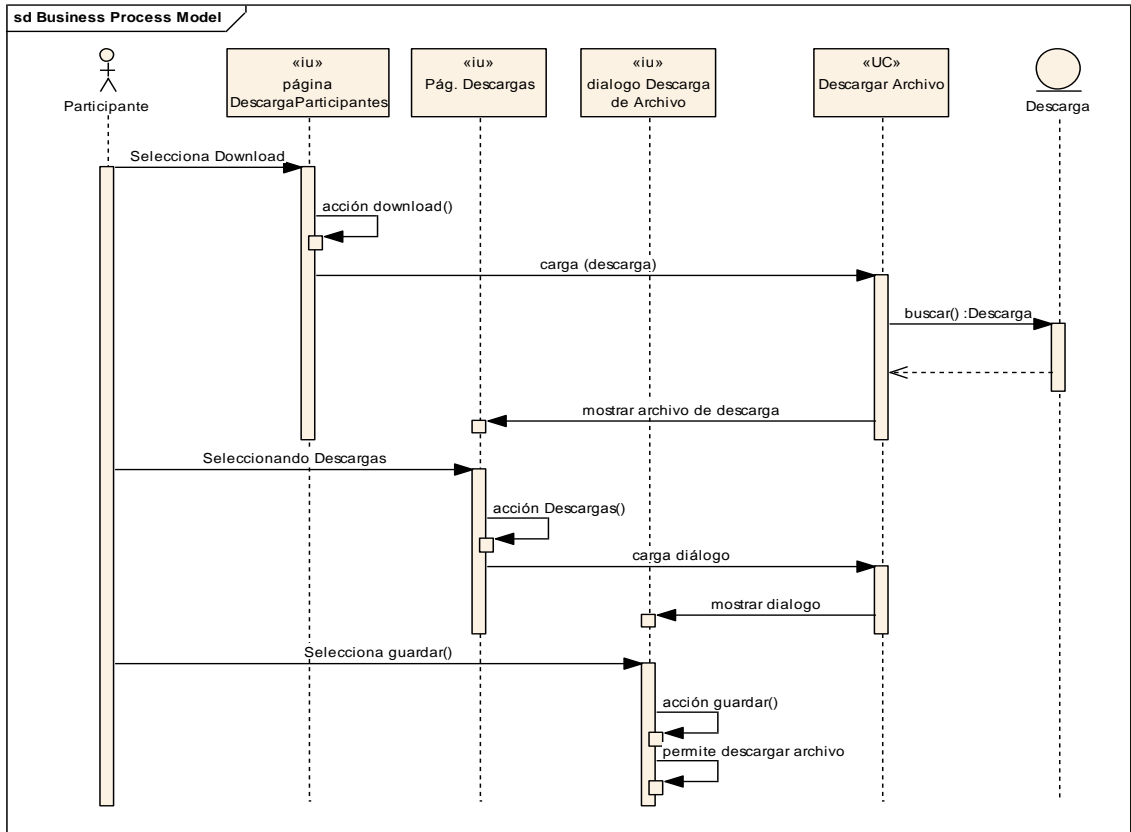 sd Business Process Model
Participante
«iu»
página
DescargaParticipantes
«iu»
Pág. Descargas
«iu»
dialogo Descarga
de Archivo
«UC»
Descargar Archivo
Descarga
Selecciona Download
acción download()
carga (descarga)
buscar() :Descarga
mostrar archivo de descarga
Seleccionando Descargas
acción Descargas()
carga diálogo
mostrar dialogo
Selecciona guardar()
acción guardar()
permite descargar archivo